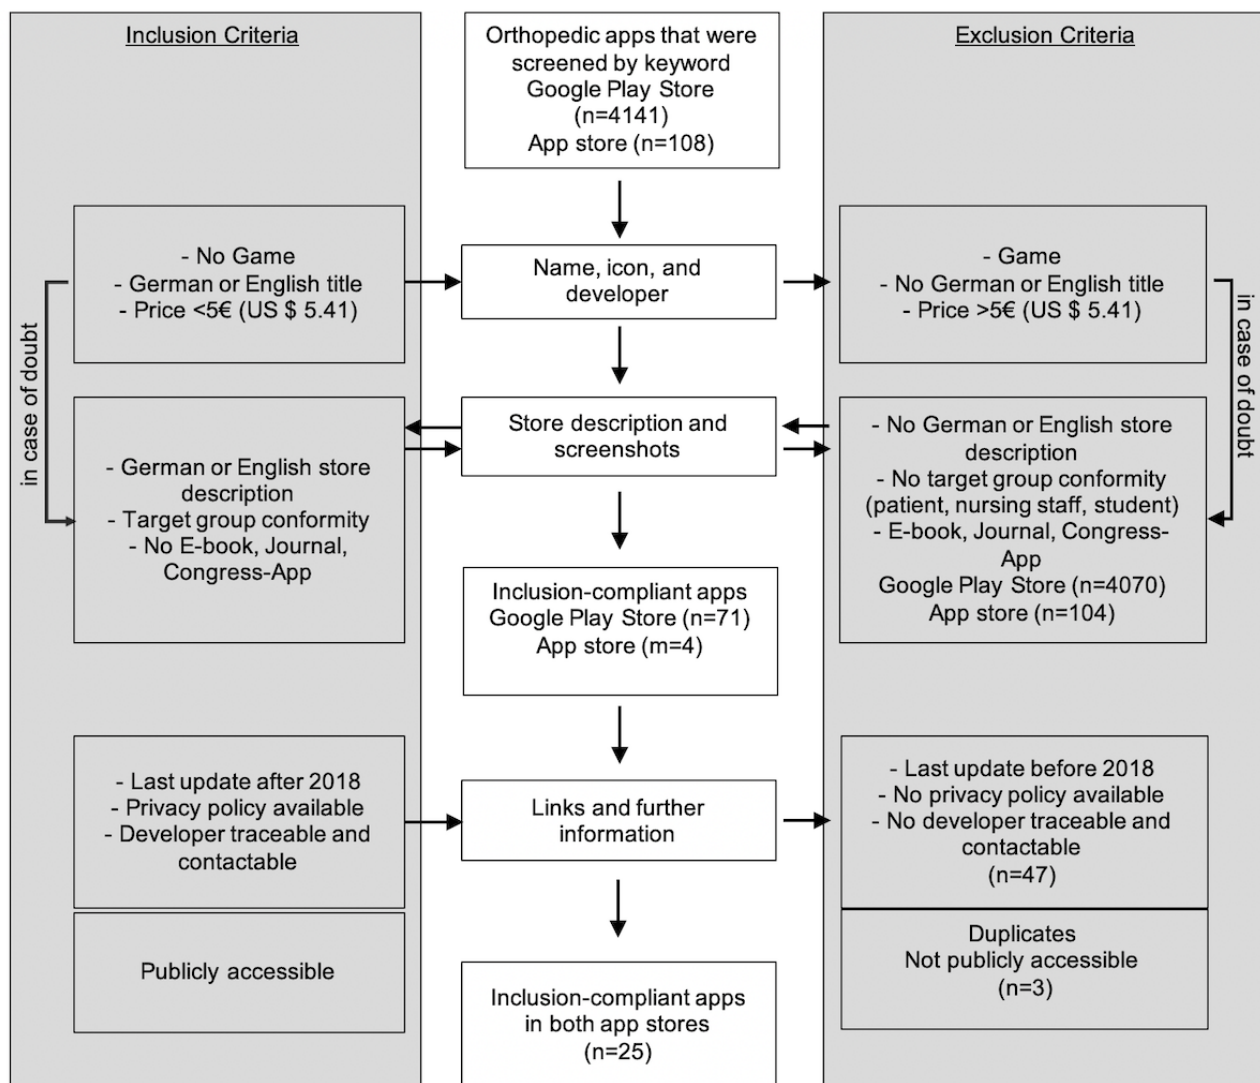 Inclusion Criteria
Orthopedic apps that were
screened by keyword
Google Play Store
(n=4141)
App store (n=108)
Exclusion Criteria
- No Game
- German or English title
- Price <5€ (US $ 5.41)
Name, icon, and
developer
- Game
- No German or English title
- Price >5€ (US $ 5.41)
in case of doubt
in case of doubt
- German or English store
description
- Target group conformity
- No E-book, Journal,
Congress-App
Store description and
screenshots
- No German or English store
description
- No target group conformity
(patient, nursing staff, student)
- E-book, Journal, Congress-
App
Google Play Store (n=4070)
App store (n=104)
Inclusion-compliant apps
Google Play Store (n=71)
App store (m=4)
- Last update after 2018
- Privacy policy available
- Developer traceable and
contactable
Links and further
information
- Last update before 2018
- No privacy policy available
- No developer traceable and
contactable
(n=47)
Publicly accessible
Duplicates
Not publicly accessible
(n=3)
Inclusion-compliant apps
in both app stores
(n=25)